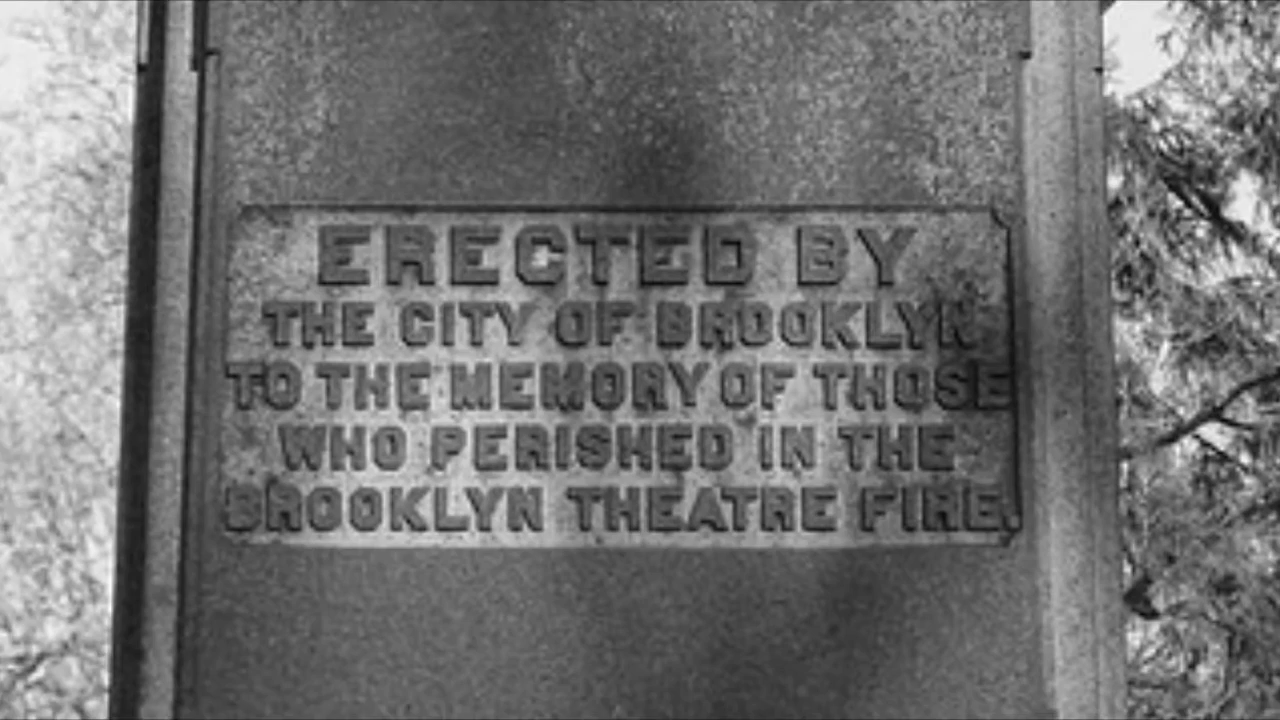 ERECTED BY
THE CITY OF BROOKLYN
TO THE MEMORY OF THOSE
WHO PERISHED IN THE
BROOKLYN THEATRE FIRE.